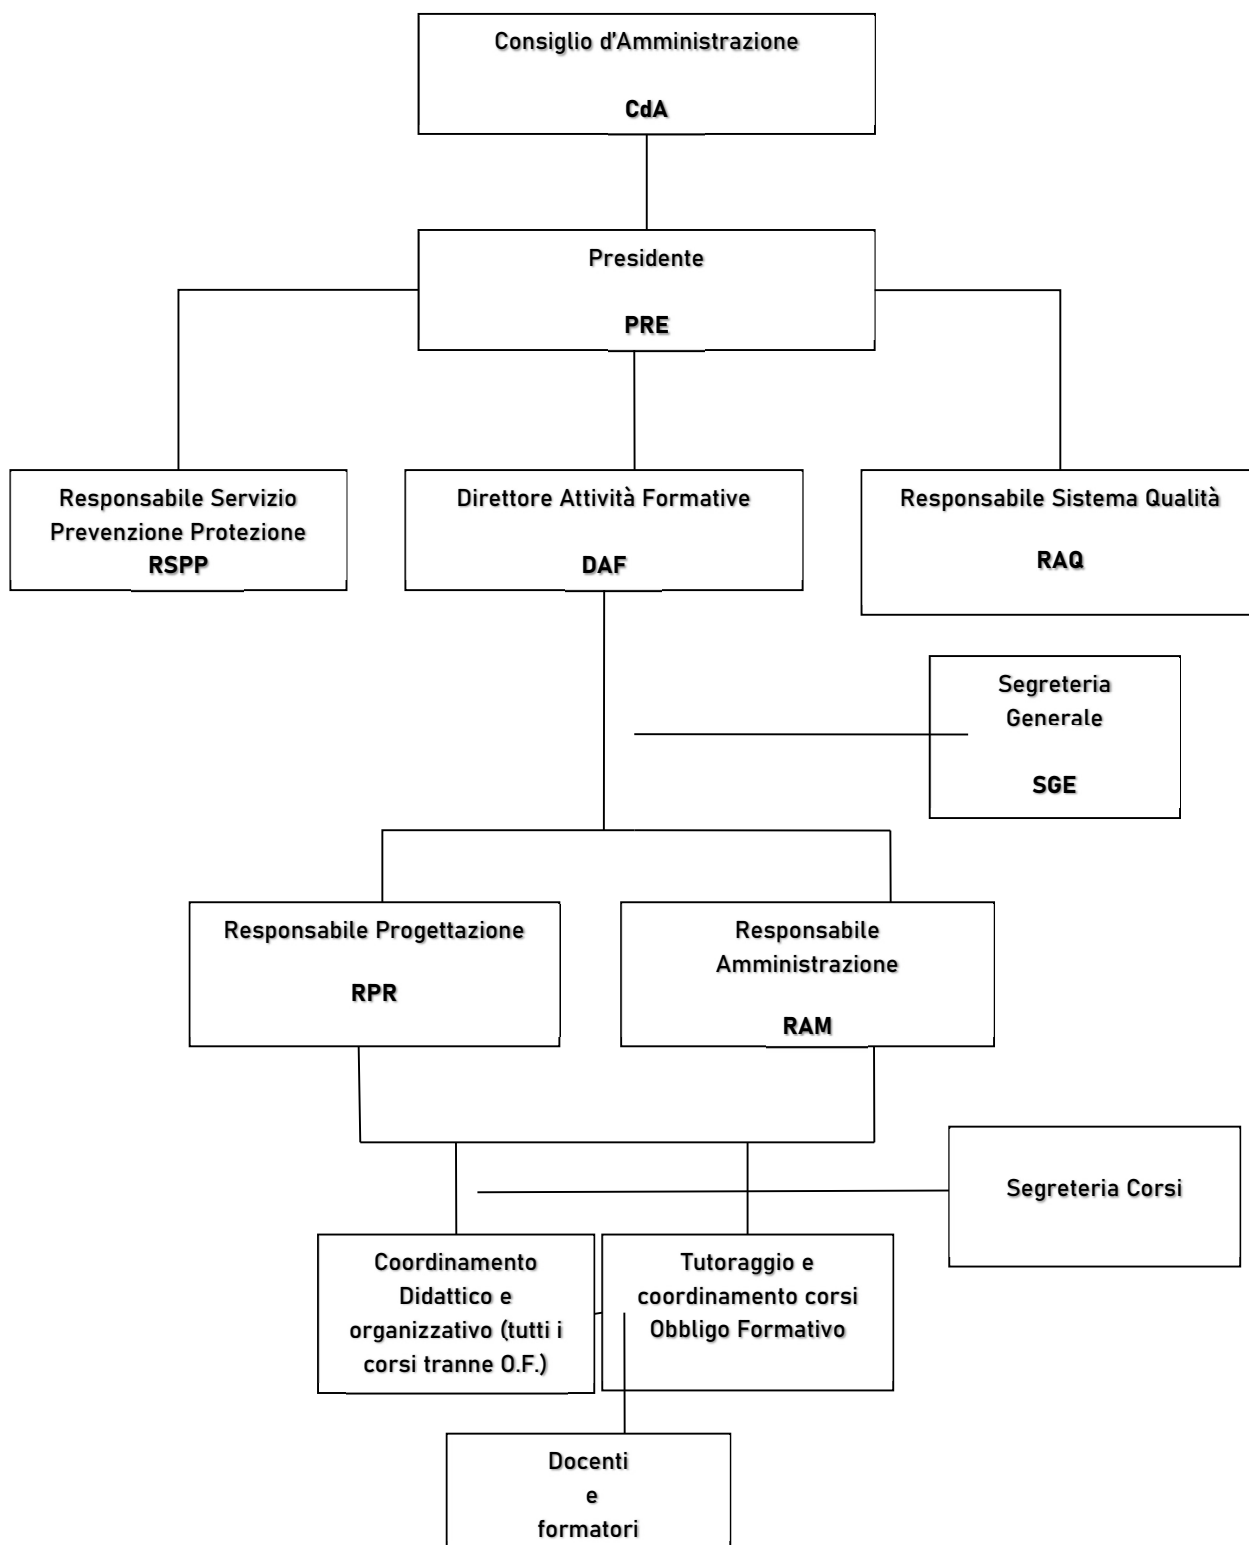 Consiglio d'Amministrazione
CdA
Presidente
PRE
Responsabile Servizio
Prevenzione Protezione
RSPP
Direttore Attività Formative
DAF
Responsabile Sistema Qualità
RAQ
Segreteria
Generale
SGE
Responsabile Progettazione
RPR
Responsabile
Amministrazione
RAM
Segreteria Corsi
Coordinamento
Didattico e
organizzativo (tutti i
corsi tranne O.F.)
Tutoraggio e
coordinamento corsi
Obbligo Formativo
Docenti
e
formatori